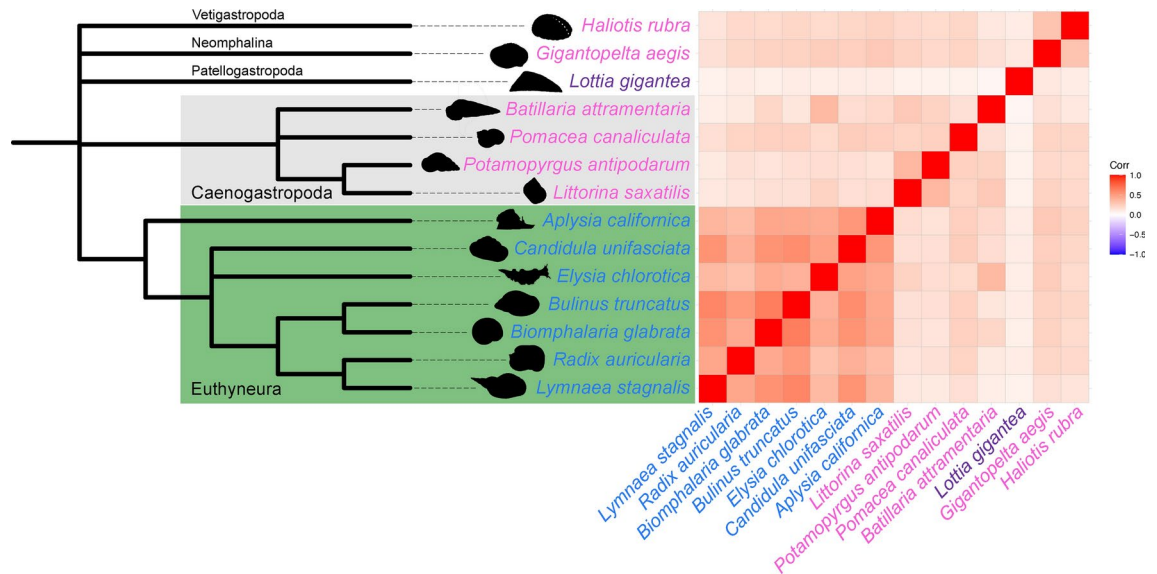 Vetigastropoda
Haliotis rubra
Neomphalina
Gigantopelta aegis
Patellogastropoda
Lottia gigantea
Batillaria attramentaria
Pomacea canaliculata
Potamopyrgus antipodarum
Caenogastropoda
Littorina saxatilis
Aplysia californica
Candidula unifasciata
Elysia chlorotica
Bulinus truncatus
Biomphalaria glabrata
Radix auricularia
Euthyneura
Lymnaea stagnalis
Corr
1.0
0.5
0.0
−0.5
−1.0
Lymnaea stagnalis
Radix auricularia
Biomphalaria glabrata
Bulinus truncatus
Elysia chlorotica
Candidula unifasciata
Aplysia californica
Littorina saxatilis
Potamopyrgus antipodarum
Pomacea canaliculata
Batillaria attramentaria
Lottia gigantea
Gigantopelta aegis
Haliotis rubra